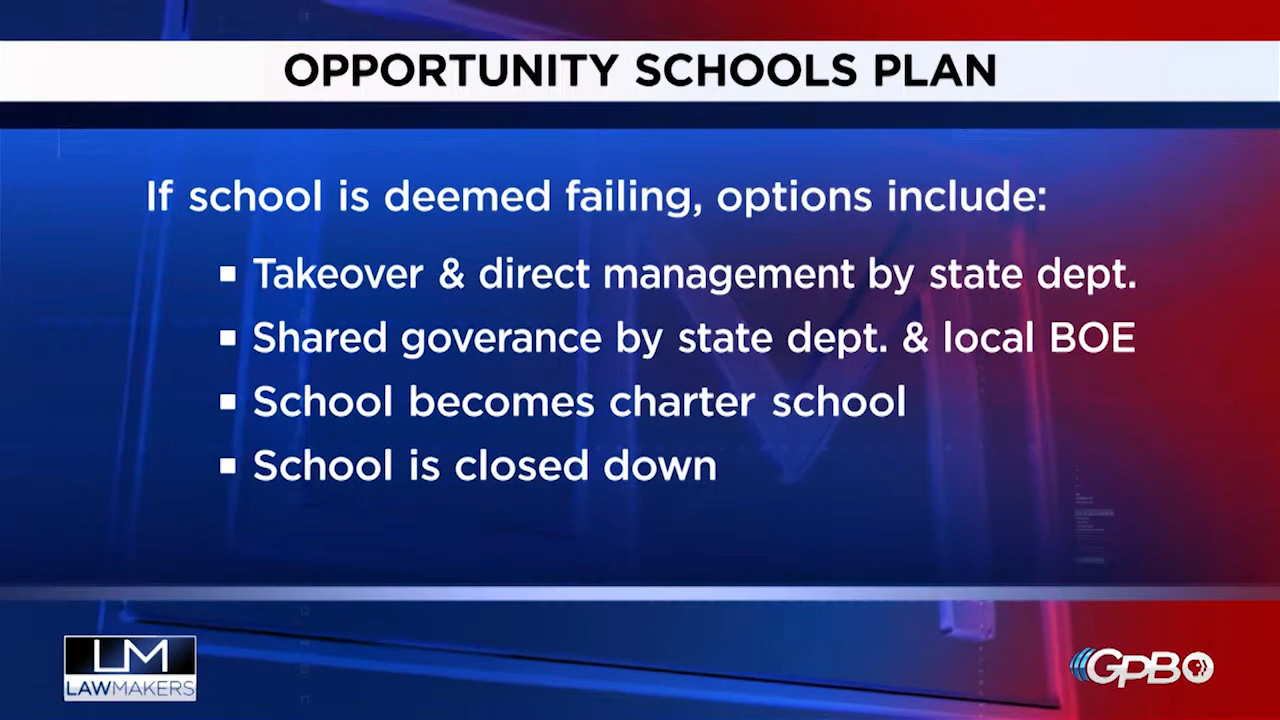 OPPORTUNITY SCHOOLS PLAN
If school is deemed failing, options include:
▪ Takeover & direct management by state dept.
▪ Shared goverance by state dept. & local BOE
▪ School becomes charter school
▪ School is closed down
LM
LAWMAKERS
GPB